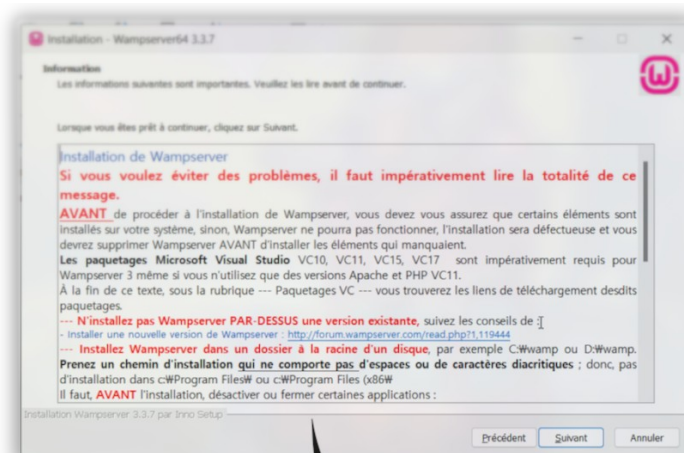 Installation - Wampserver64 3.3.7
Information
Les informations suivantes sont importantes. Veuillez les lire avant de continuer.
Lorsque vous êtes prêt à continuer, cliquez sur Suivant.
Installation de Wampserver
Si vous voulez éviter des problèmes, il faut impérativement lire la totalité de ce
message.
AVANT de procéder à l'installation de Wampserver, vous devez vous assurez que certains éléments sont
installés sur votre système, sinon, Wampserver ne pourra pas fonctionner, l'installation sera défectueuse et vous
devrez supprimer Wampserver AVANT d'installer les éléments qui manquaient.
Les paquetages Microsoft Visual Studio VC10, VC11, VC15, VC17 sont impérativement requis pour
Wampserver 3 même si vous n'utilisez que des versions Apache et PHP VC11.
À la fin de ce texte, sous la rubrique --- Paquetages VC --- vous trouverez les liens de téléchargement desdits
paquetages.
--- N'installez pas Wampserver PAR-DESSUS une version existante, suivez les conseils de :
- Installer une nouvelle version de Wampserver : http://forum.wampserver.com/read.php?1,119444
--- Installez Wampserver dans un dossier à la racine d'un disque, par exemple C:₩wamp ou D:₩wamp.
Prenez un chemin d'installation qui ne comporte pas d'espaces ou de caractères diacritiques ; donc, pas
d'installation dans c:₩Program Files₩ ou c:₩Program Files (x86₩
Il faut, AVANT l'installation, désactiver ou fermer certaines applications :
Installation Wampserver 3.3.7 par Inno Setup
Précédent
Suivant
Annuler